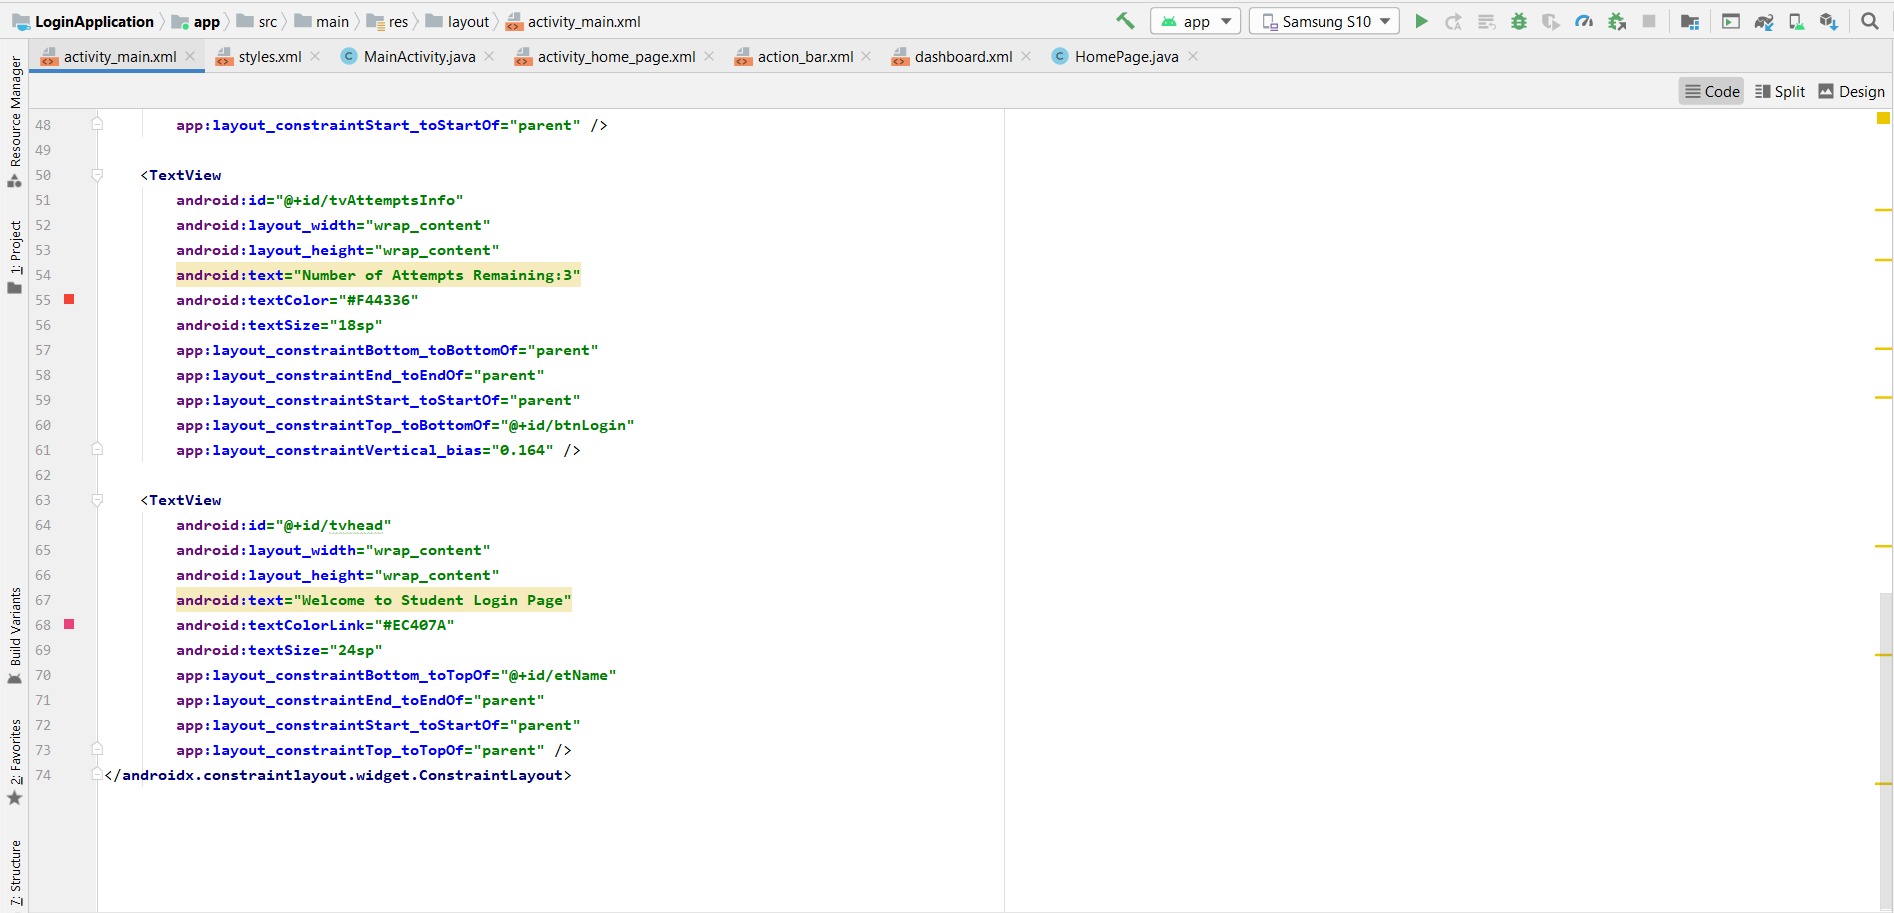 LoginApplication app src main res layout activity_main.xml app Samsung S10
activity_main.xml styles.xml MainActivity.java activity_home_page.xml action_bar.xml dashboard.xml HomePage.java
Code Split Design
Resource Manager
1: Project
Build Variants
2: Favorites
7: Structure
48 app:layout_constraintStart_toStartOf="parent" />
49
50 <TextView
51 android:id="@+id/tvAttemptsInfo"
52 android:layout_width="wrap_content"
53 android:layout_height="wrap_content"
54 android:text="Number of Attempts Remaining:3"
55 android:textColor="#F44336"
56 android:textSize="18sp"
57 app:layout_constraintBottom_toBottomOf="parent"
58 app:layout_constraintEnd_toEndOf="parent"
59 app:layout_constraintStart_toStartOf="parent"
60 app:layout_constraintTop_toBottomOf="@+id/btnLogin"
61 app:layout_constraintVertical_bias="0.164" />
62
63 <TextView
64 android:id="@+id/tvhead"
65 android:layout_width="wrap_content"
66 android:layout_height="wrap_content"
67 android:text="Welcome to Student Login Page"
68 android:textColorLink="#EC407A"
69 android:textSize="24sp"
70 app:layout_constraintBottom_toTopOf="@+id/etName"
71 app:layout_constraintEnd_toEndOf="parent"
72 app:layout_constraintStart_toStartOf="parent"
73 app:layout_constraintTop_toTopOf="parent" />
74 </androidx.constraintlayout.widget.ConstraintLayout>